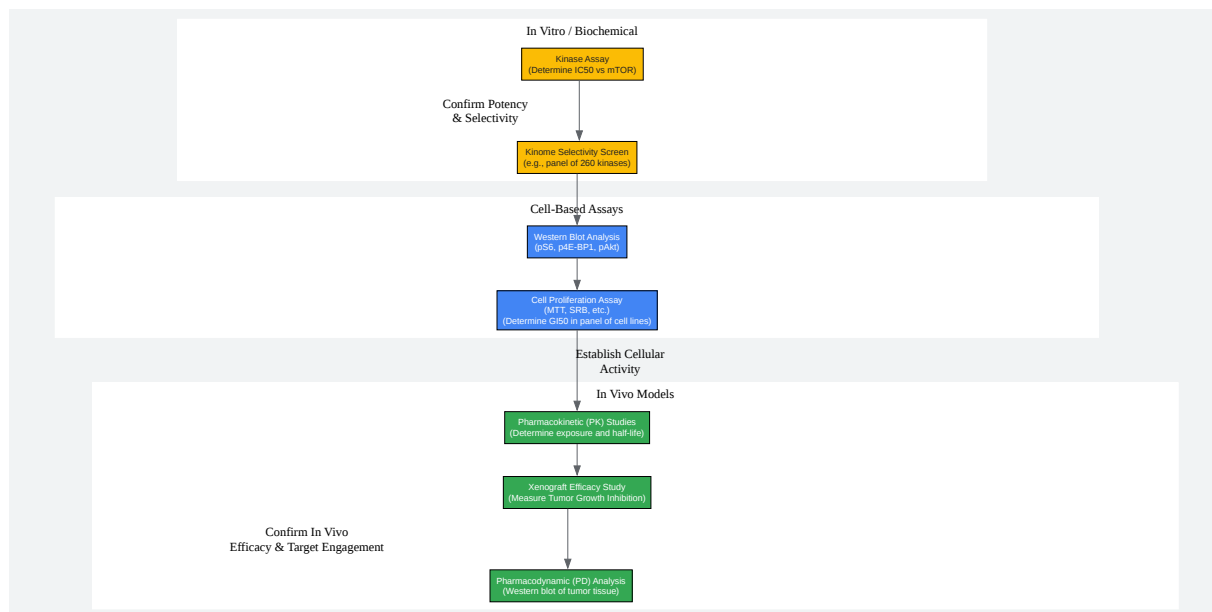 In Vitro / Biochemical
Kinase Assay
(Determine IC50 vs mTOR)
Confirm Potency
& Selectivity
Kinome Selectivity Screen
(e.g., panel of 260 kinases)
Cell-Based Assays
Western Blot Analysis
(pS6, p4E-BP1, pAkt)
Cell Proliferation Assay
(MTT, SRB, etc.)
(Determine GI50 in panel of cell lines)
Establish Cellular
Activity
In Vivo Models
Pharmacokinetic (PK) Studies
(Determine exposure and half-life)
Xenograft Efficacy Study
(Measure Tumor Growth Inhibition)
Confirm In Vivo
Efficacy & Target Engagement
Pharmacodynamic (PD) Analysis
(Western blot of tumor tissue)